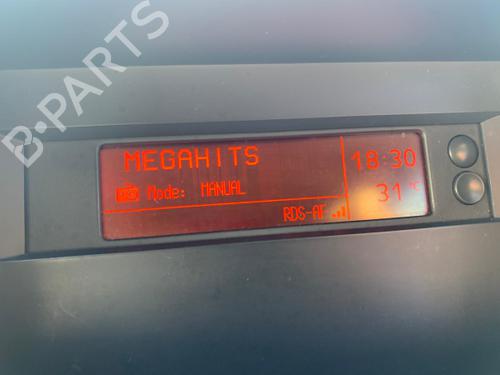 B-PARTS
MEGAHITS
18:30
Mode: MANUAL
31 °C
RDS-AF